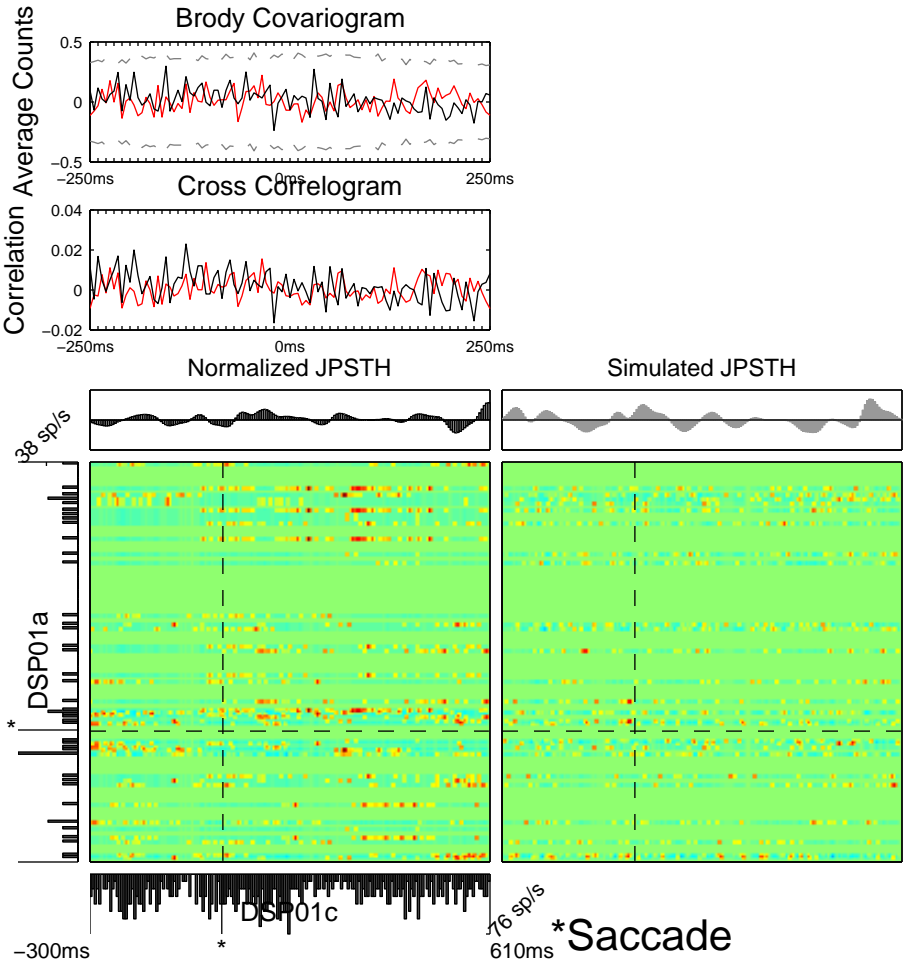 Brody Covariogram
Average Counts
0.5
0
−0.5
−250ms
0ms
250ms
Cross Correlogram
Correlation
0.04
0.02
0
−0.02
−250ms
0ms
250ms
Normalized JPSTH
Simulated JPSTH
38 sp/s
DSP01a
*
DSP01c
76 sp/s
−300ms
*
610ms
*Saccade